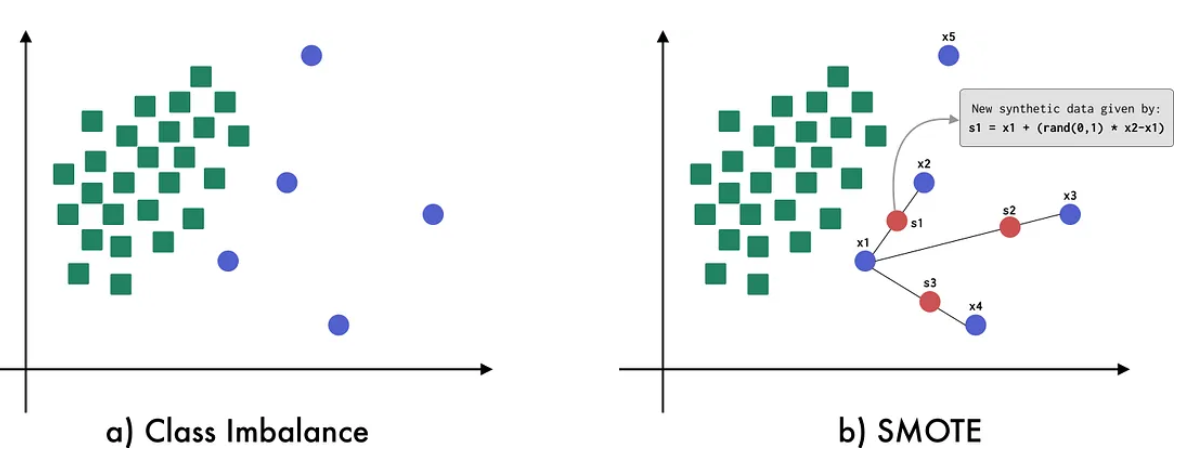 x5
New synthetic data given by:
s1 = x1 + (rand(0,1) * x2-x1)
x2
x3
s2
s1
x1
s3
x4
a) Class Imbalance
b) SMOTE